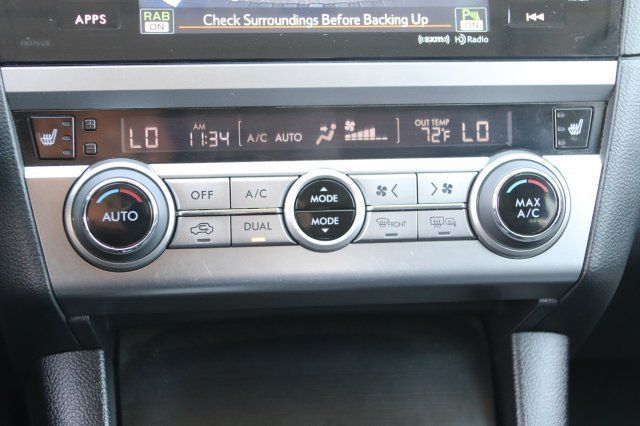 APPS
RAB
ON
Check Surroundings Before Backing Up
P
ON
((SXM))
HD Radio
LO
AM
11:34
A/C AUTO
OUT TEMP
72°F
LO
AUTO
OFF
A/C
DUAL
MODE
MODE
FRONT
MAX
A/C